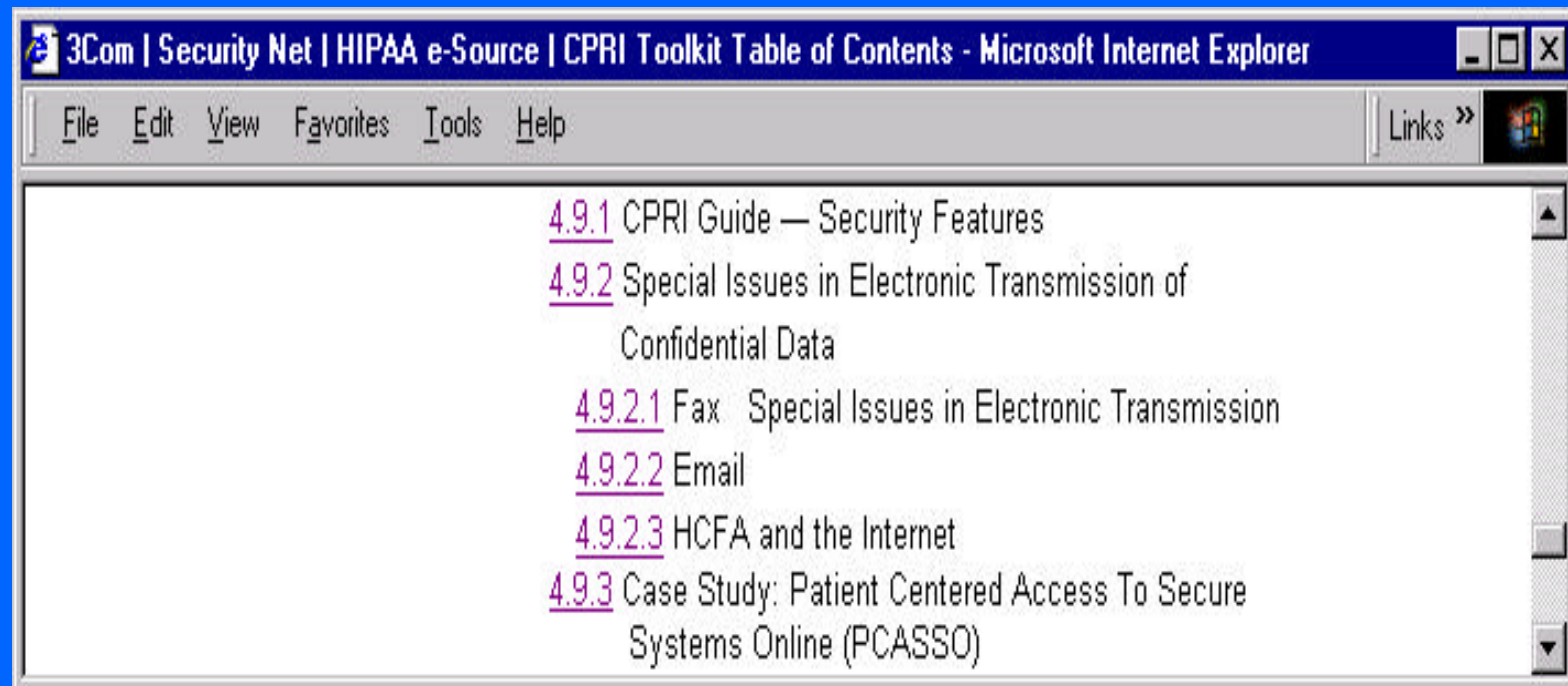 3Com | Security Net | HIPAA e-Source | CPRI Toolkit Table of Contents - Microsoft Internet Explorer
File Edit View Favorites Tools Help Links »
4.9.1 CPRI Guide — Security Features
4.9.2 Special Issues in Electronic Transmission of
Confidential Data
4.9.2.1 Fax Special Issues in Electronic Transmission
4.9.2.2 Email
4.9.2.3 HCFA and the Internet
4.9.3 Case Study: Patient Centered Access To Secure
Systems Online (PCASSO)